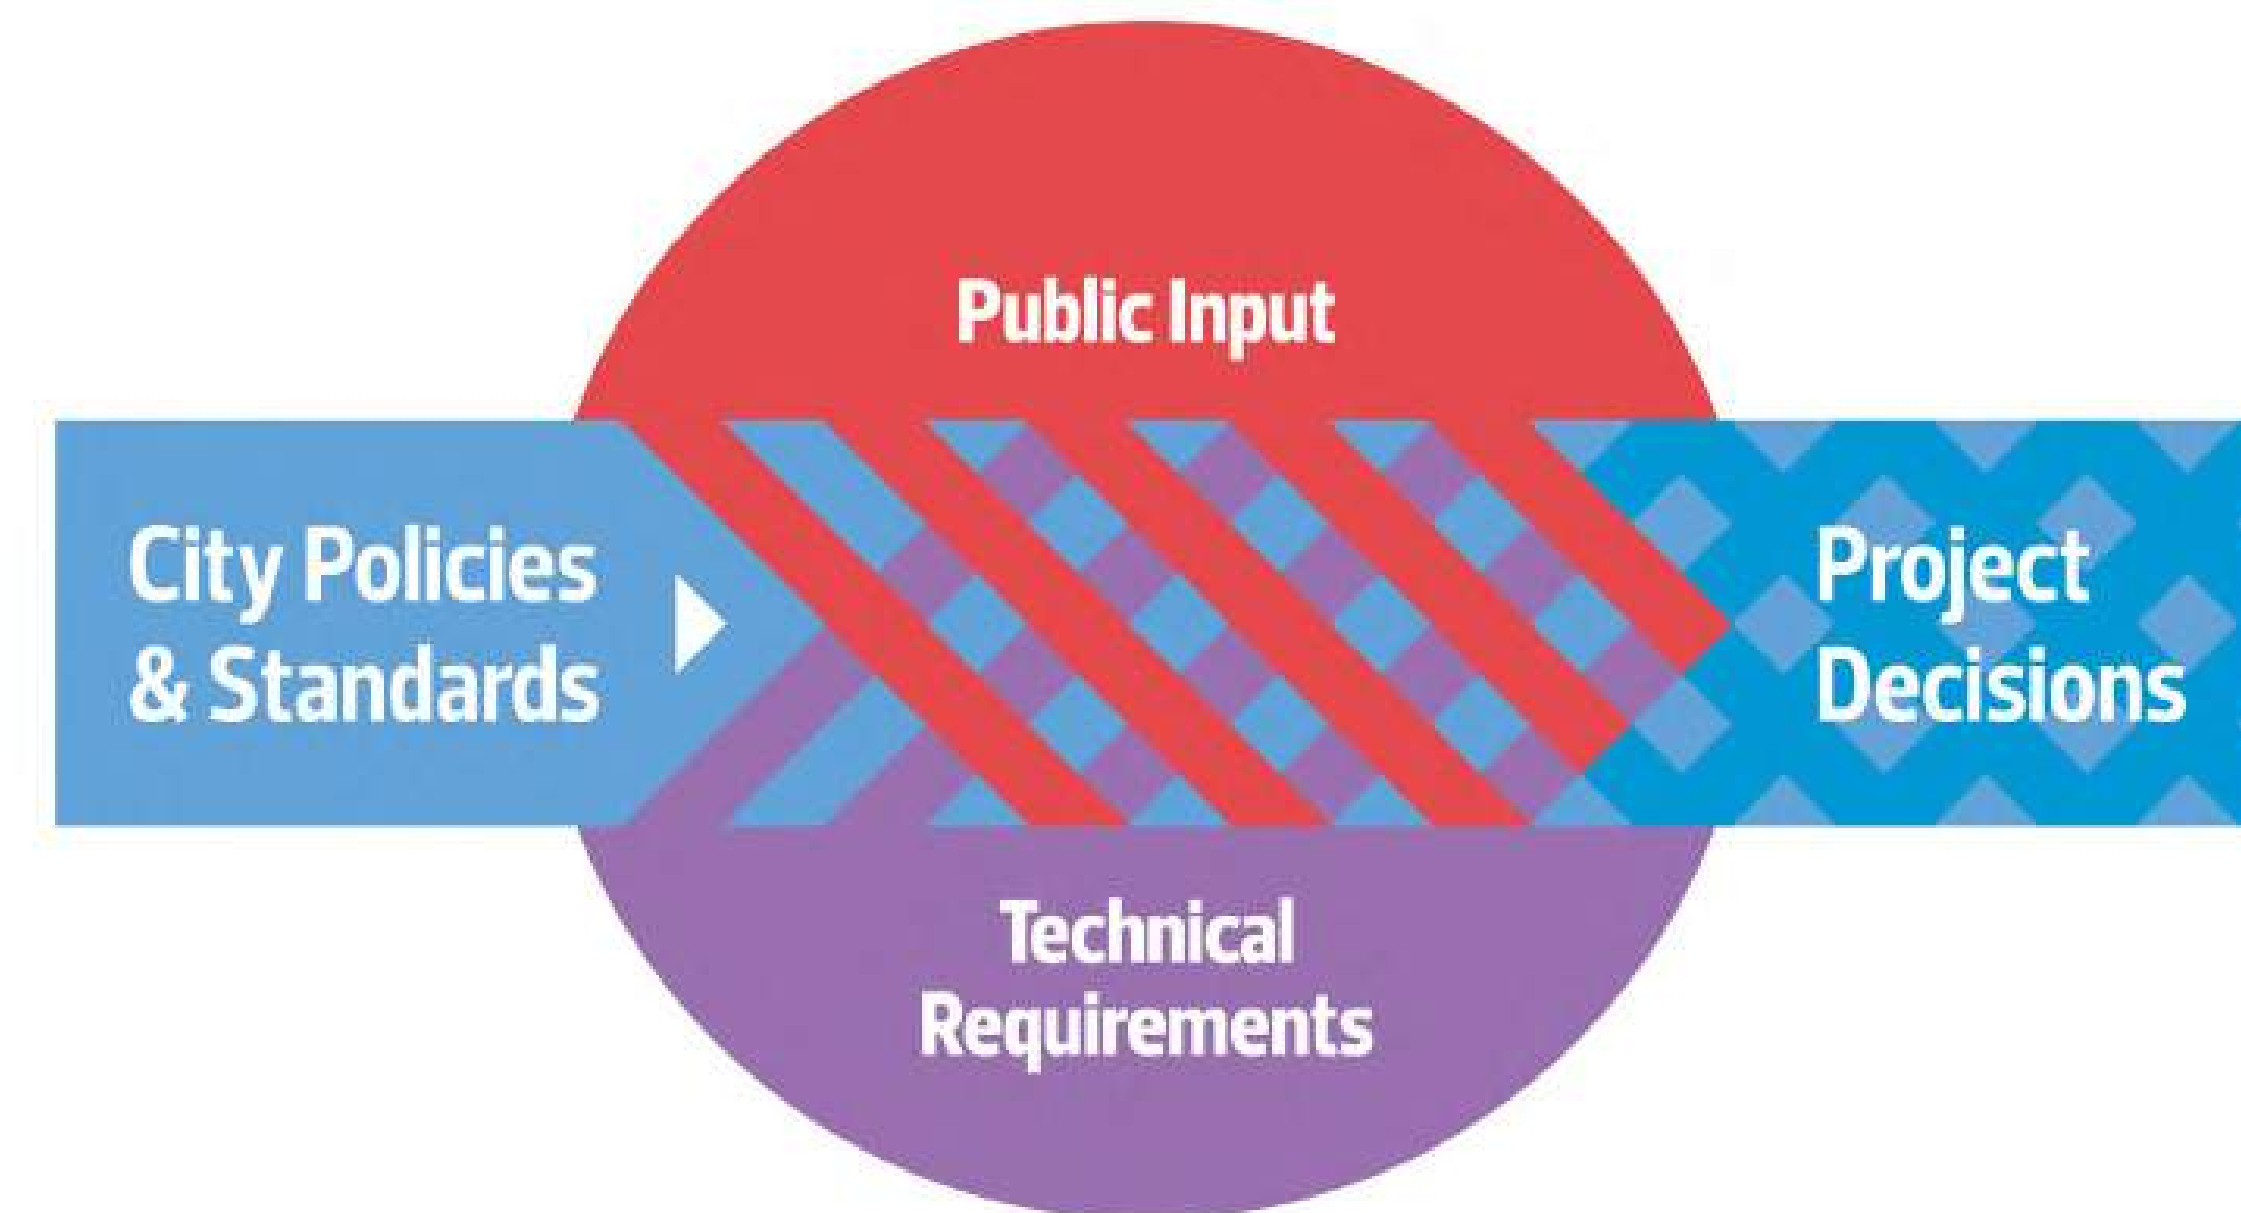 Public Input
City Policies
& Standards
Project
Decisions
Technical
Requirements